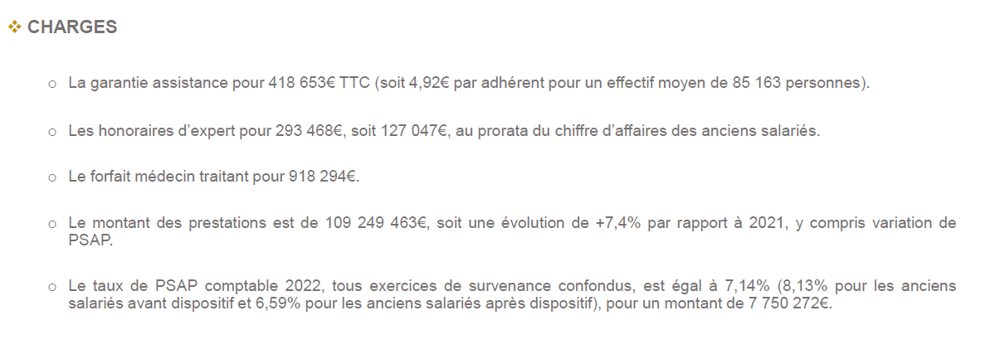 ❖ CHARGES
o La garantie assistance pour 418 653€ TTC (soit 4,92€ par adhérent pour un effectif moyen de 85 163 personnes).
o Les honoraires d’expert pour 293 468€, soit 127 047€, au prorata du chiffre d’affaires des anciens salariés.
o Le forfait médecin traitant pour 918 294€.
o Le montant des prestations est de 109 249 463€, soit une évolution de +7,4% par rapport à 2021, y compris variation de
PSAP.
o Le taux de PSAP comptable 2022, tous exercices de survenance confondus, est égal à 7,14% (8,13% pour les anciens
salariés avant dispositif et 6,59% pour les anciens salariés après dispositif), pour un montant de 7 750 272€.